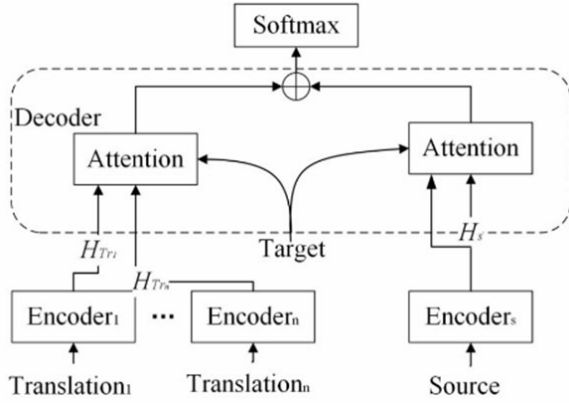 Softmax
Decoder
Attention
Attention
Target
H_Tr1
H_Trn
H_s
Encoder1
...
Encodern
Encoders
Translation1
Translationn
Source